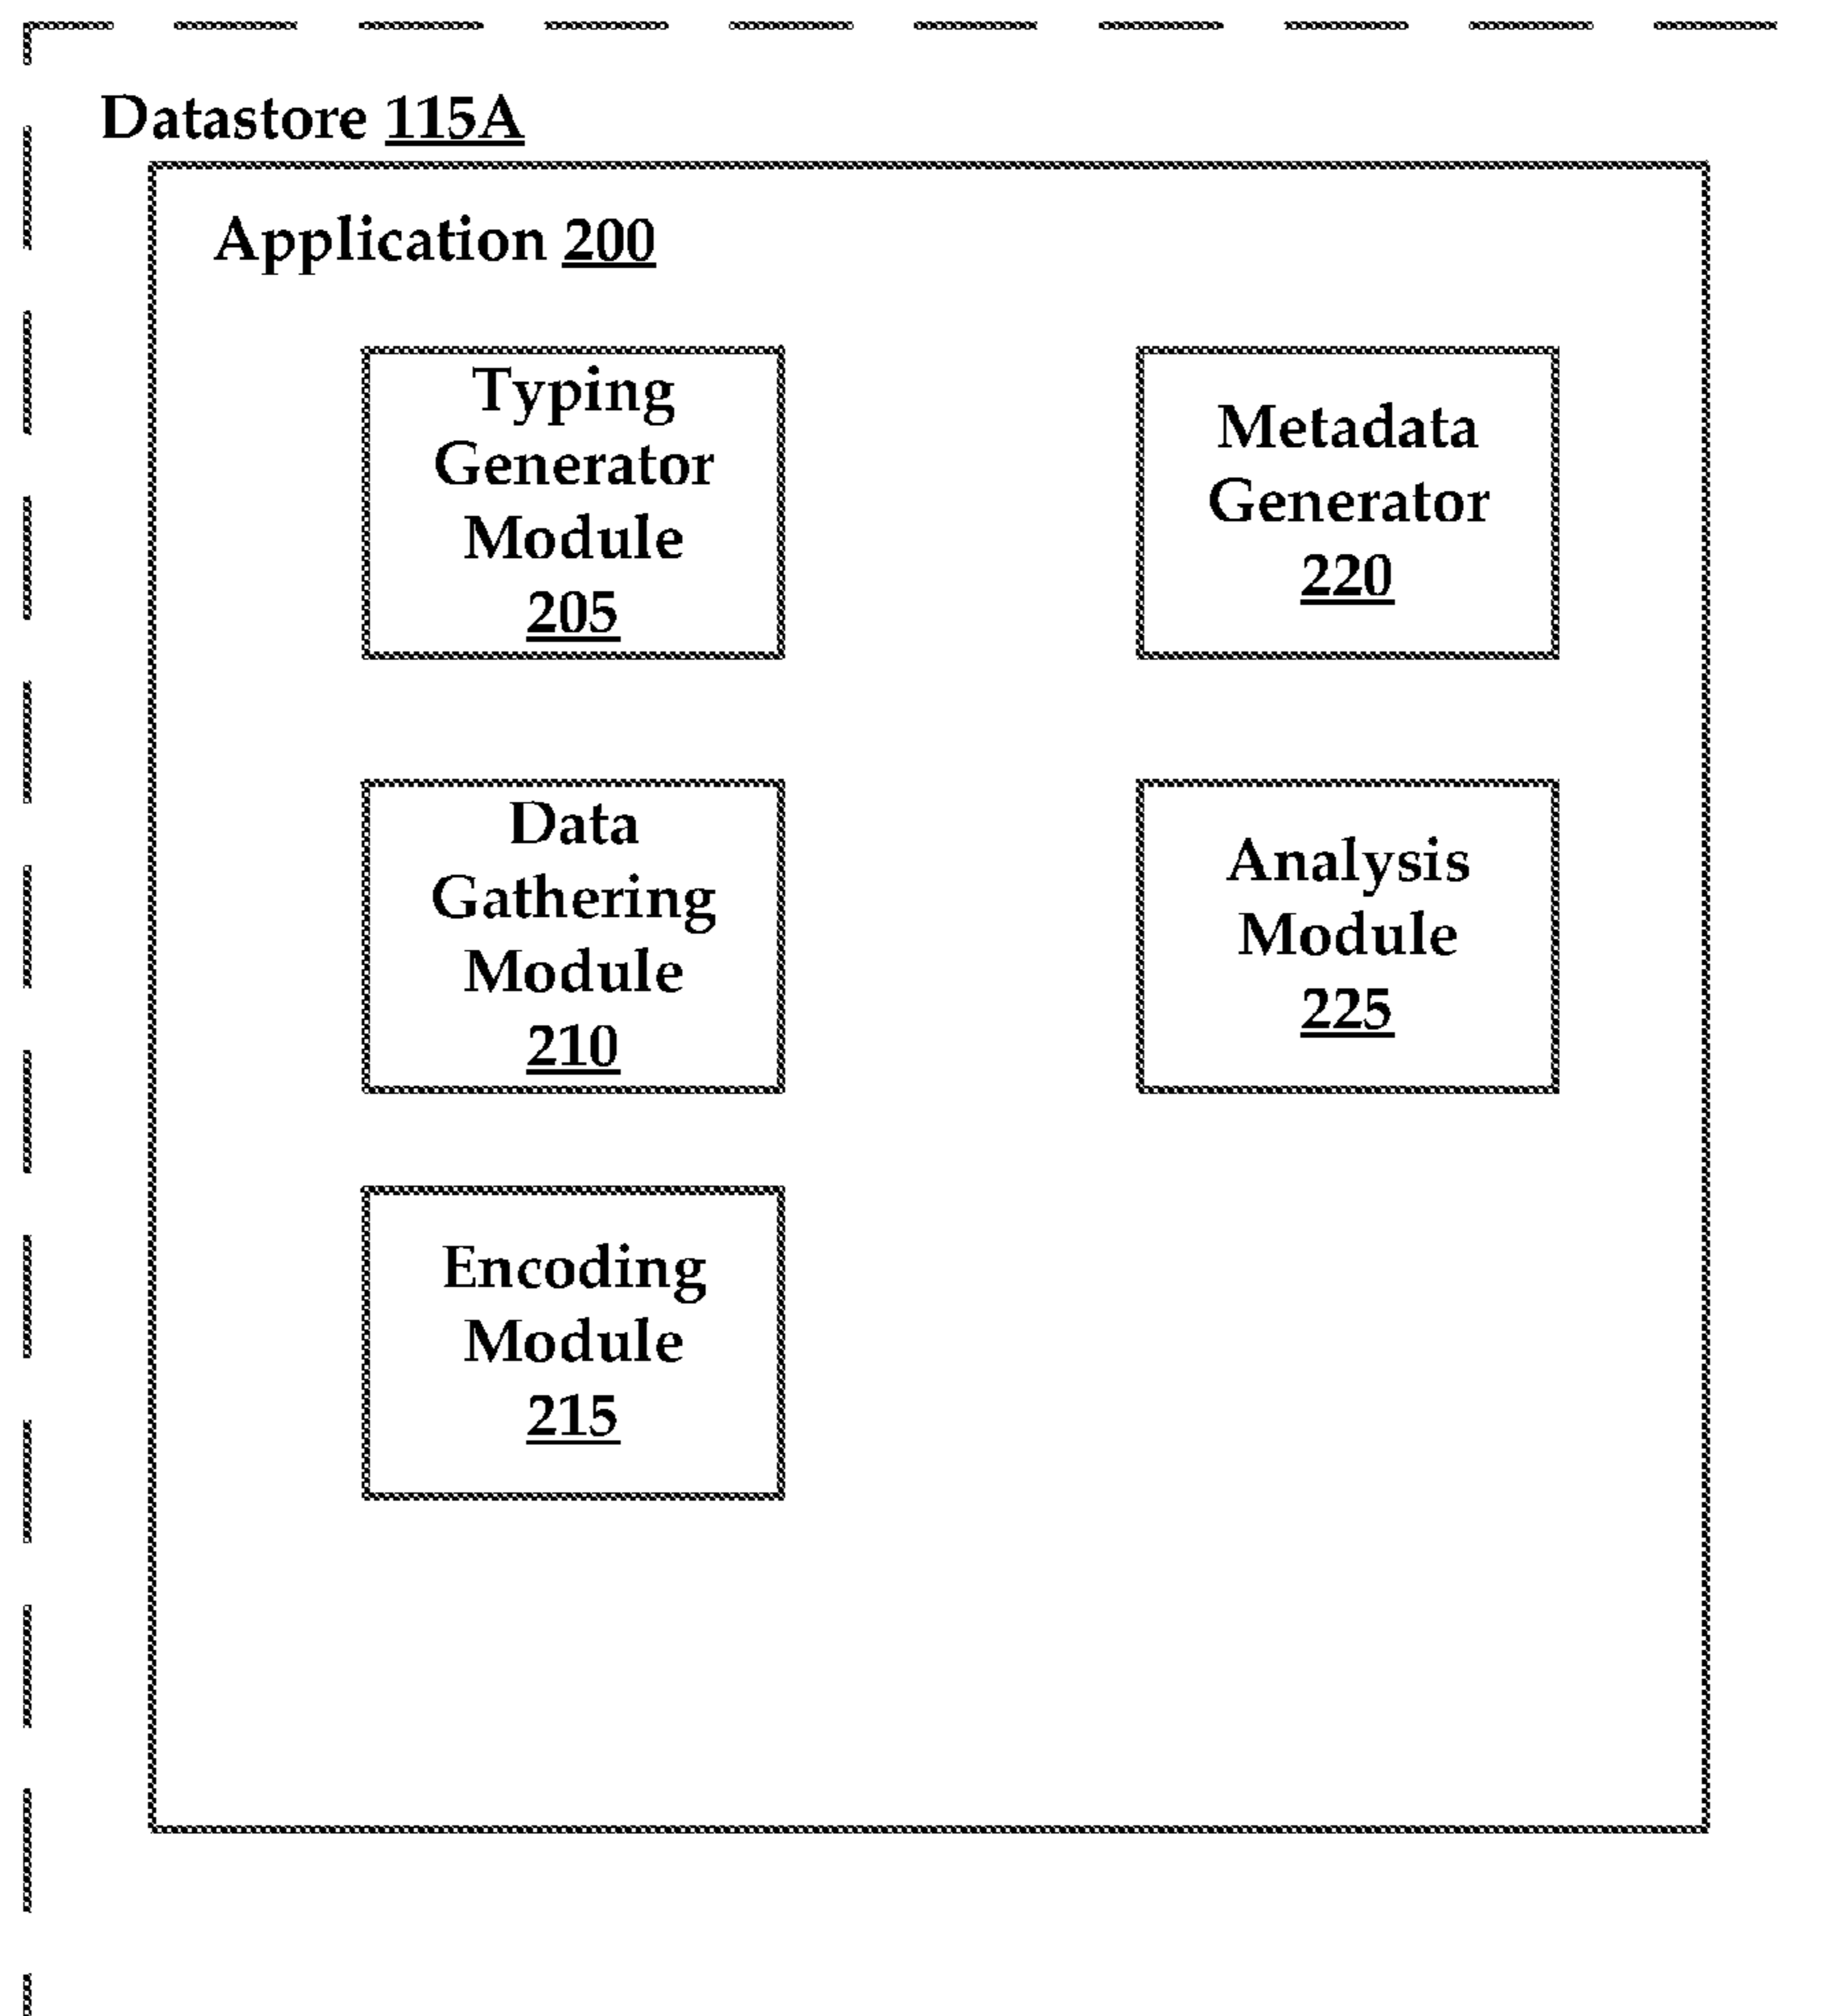 Datastore 115A
Application 200
Typing
Generator
Module
205
Metadata
Generator
220
Data
Gathering
Module
210
Analysis
Module
225
Encoding
Module
215